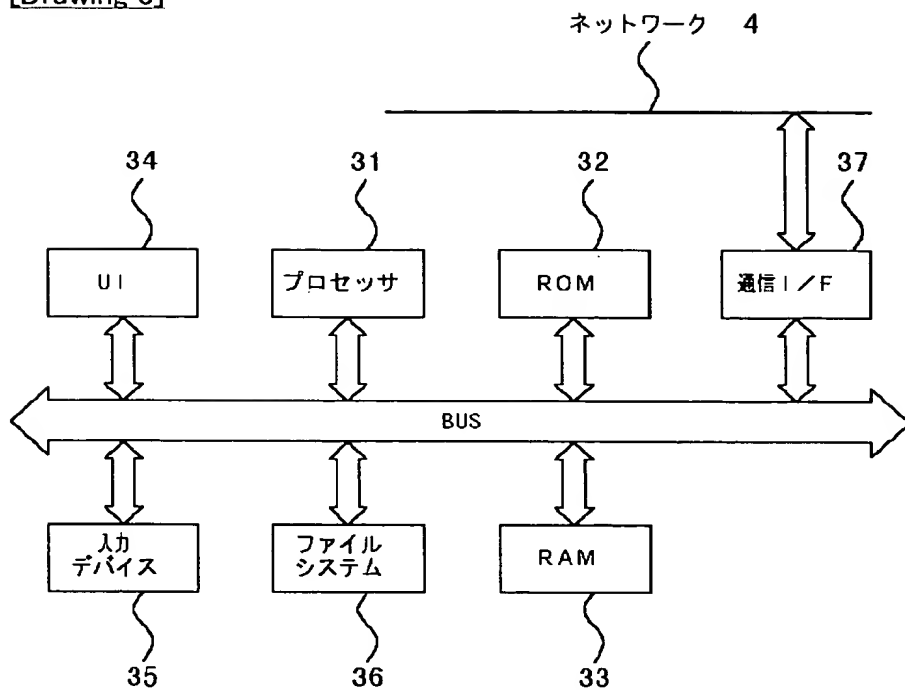 ネットワーク 4
34
31
32
37
UI
プロセッサ
ROM
通信I/F
BUS
入力
デバイス
ファイル
システム
RAM
35
36
33